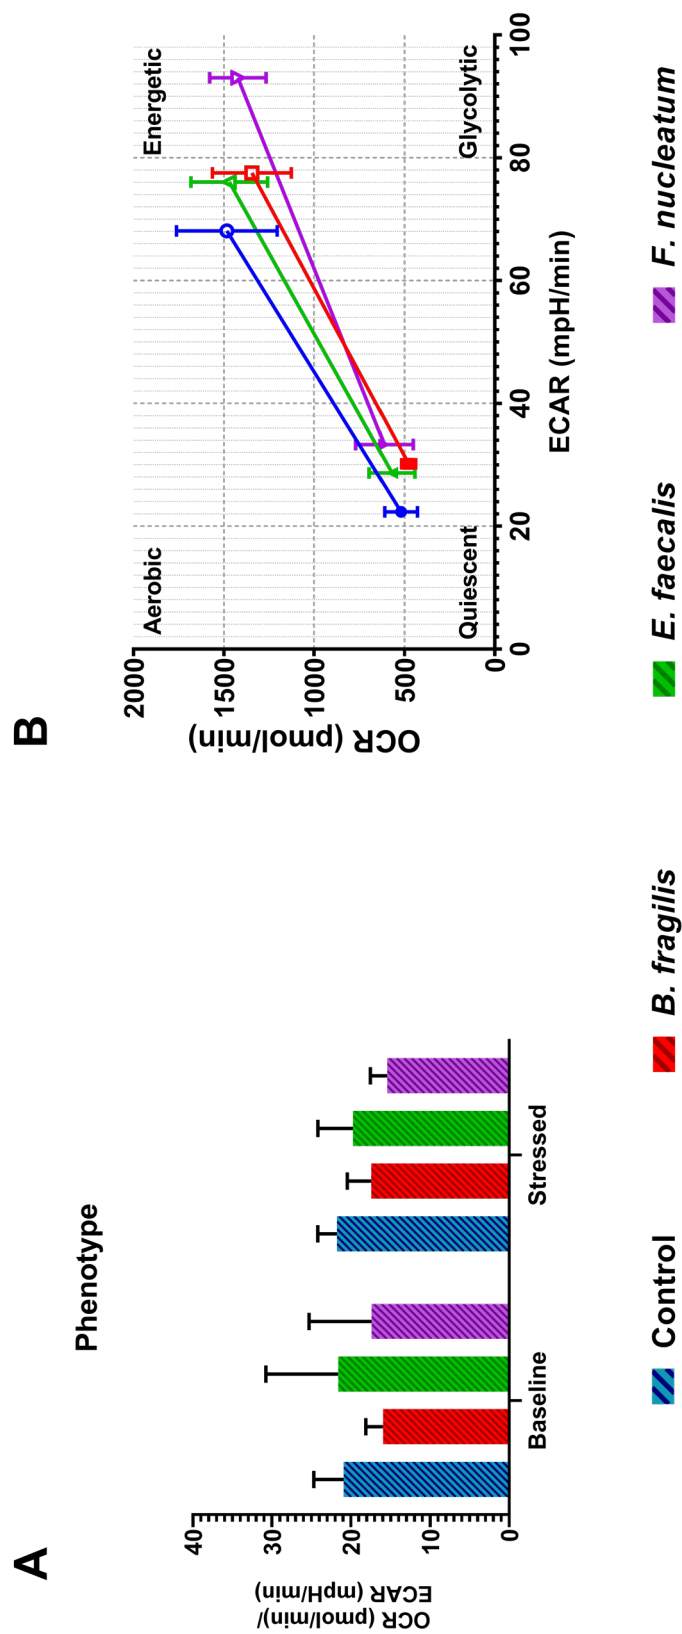 A
Phenotype
OCR (pmol/min)/
ECAR (mpH/min)
40
30
20
10
0
Baseline
Stressed
B
OCR (pmol/min)
2000
1500
1000
500
0
Aerobic
Energetic
Quiescent
Glycolytic
0
20
40
60
80
100
ECAR (mpH/min)
Control
B. fragilis
E. faecalis
F. nucleatum